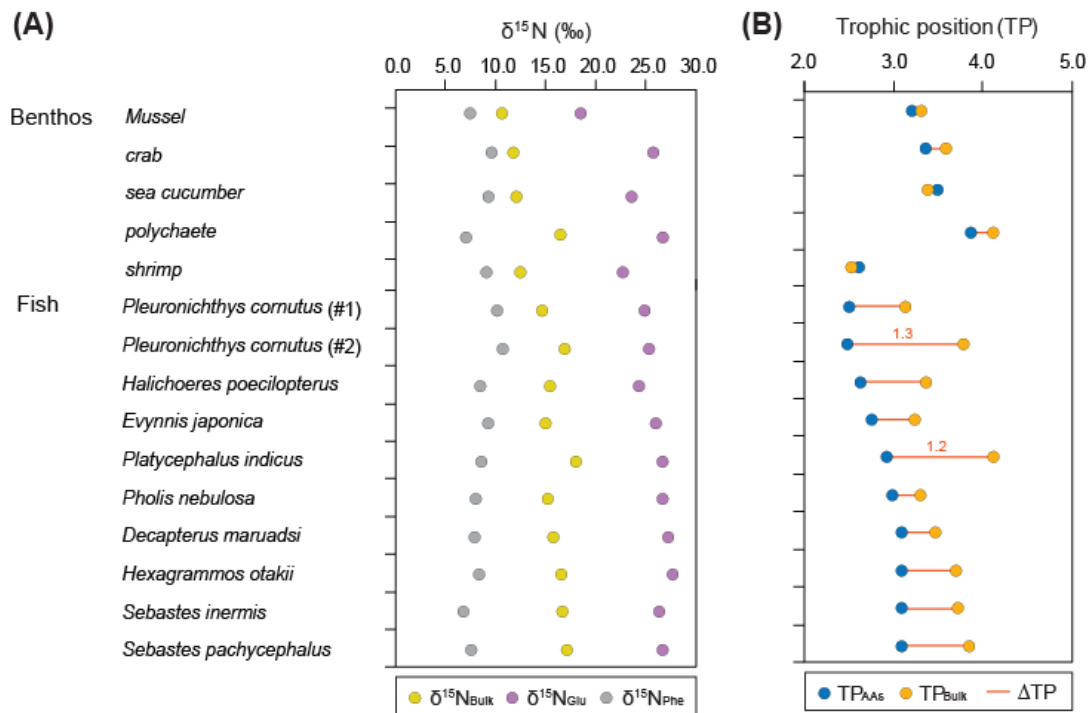 (A)
δ¹⁵N (‰)
0.0 5.0 10.0 15.0 20.0 25.0 30.0
(B)
Trophic position (TP)
2.0 3.0 4.0 5.0
Benthos Mussel
crab
sea cucumber
polychaete
shrimp
Fish
Pleuronichthys cornutus (#1)
Pleuronichthys cornutus (#2)
1.3
Halichoeres poecilopterus
Evynnis japonica
Platycephalus indicus
1.2
Pholis nebulosa
Decapterus maruadsi
Hexagrammos otakii
Sebastes inermis
Sebastes pachycephalus
δ¹⁵NBulk δ¹⁵NGlu δ¹⁵NPhe
TPAAs TPBulk ΔTP